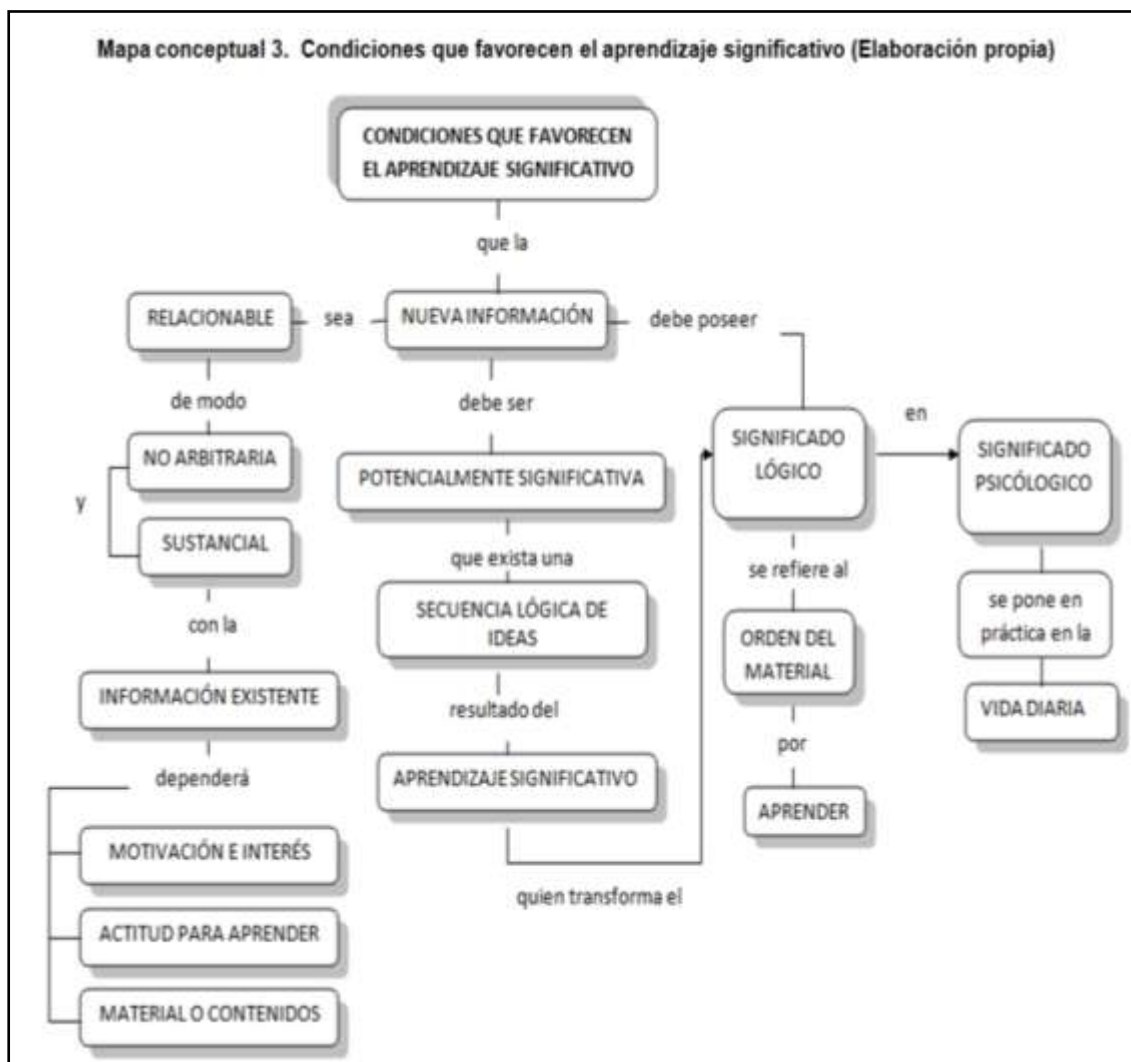 Mapa conceptual 3. Condiciones que favorecen el aprendizaje significativo (Elaboración propia)
CONDICIONES QUE FAVORECEN
EL APRENDIZAJE SIGNIFICATIVO
que la
RELACIONABLE
sea
NUEVA INFORMACIÓN
debe poseer
de modo
NO ARBITRARIA
y
SUSTANCIAL
con la
INFORMACIÓN EXISTENTE
dependerá
MOTIVACIÓN E INTERÉS
ACTITUD PARA APRENDER
MATERIAL O CONTENIDOS
debe ser
POTENCIALMENTE SIGNIFICATIVA
que exista una
SECUENCIA LÓGICA DE
IDEAS
resultado del
APRENDIZAJE SIGNIFICATIVO
quien transforma el
SIGNIFICADO
LÓGICO
se refiere al
ORDEN DEL
MATERIAL
por
APRENDER
en
SIGNIFICADO
PSICÓLOGICO
se pone en
práctica en la
VIDA DIARIA